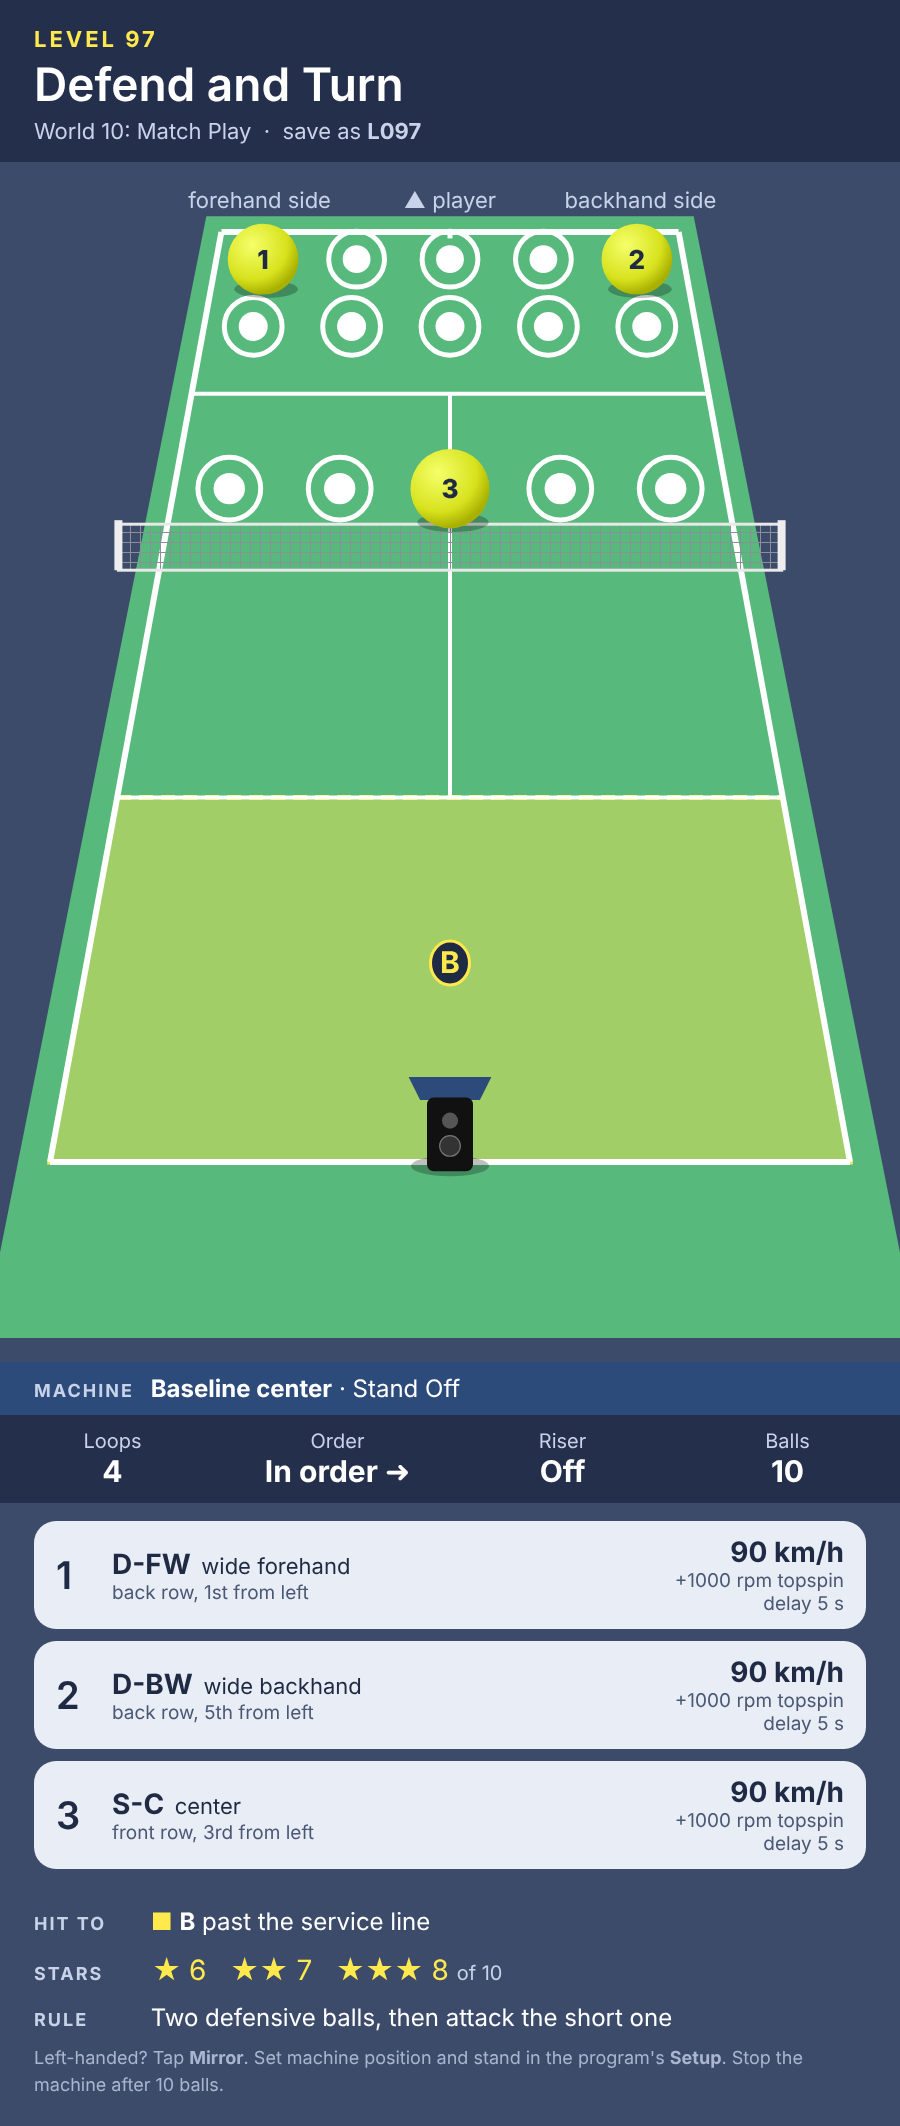 LEVEL 97
Defend and Turn
World 10: Match Play · save as L097
forehand side ▲ player backhand side
1 2
3
B
MACHINE Baseline center · Stand Off
Loops Order Riser Balls
4 In order ➜ Off 10
1 D-FW wide forehand 90 km/h
back row, 1st from left +1000 rpm topspin
delay 5 s
2 D-BW wide backhand 90 km/h
back row, 5th from left +1000 rpm topspin
delay 5 s
3 S-C center 90 km/h
front row, 3rd from left +1000 rpm topspin
delay 5 s
HIT TO ■ B past the service line
STARS ★ 6 ★★ 7 ★★★ 8 of 10
RULE Two defensive balls, then attack the short one
Left-handed? Tap Mirror. Set machine position and stand in the program's Setup. Stop the
machine after 10 balls.